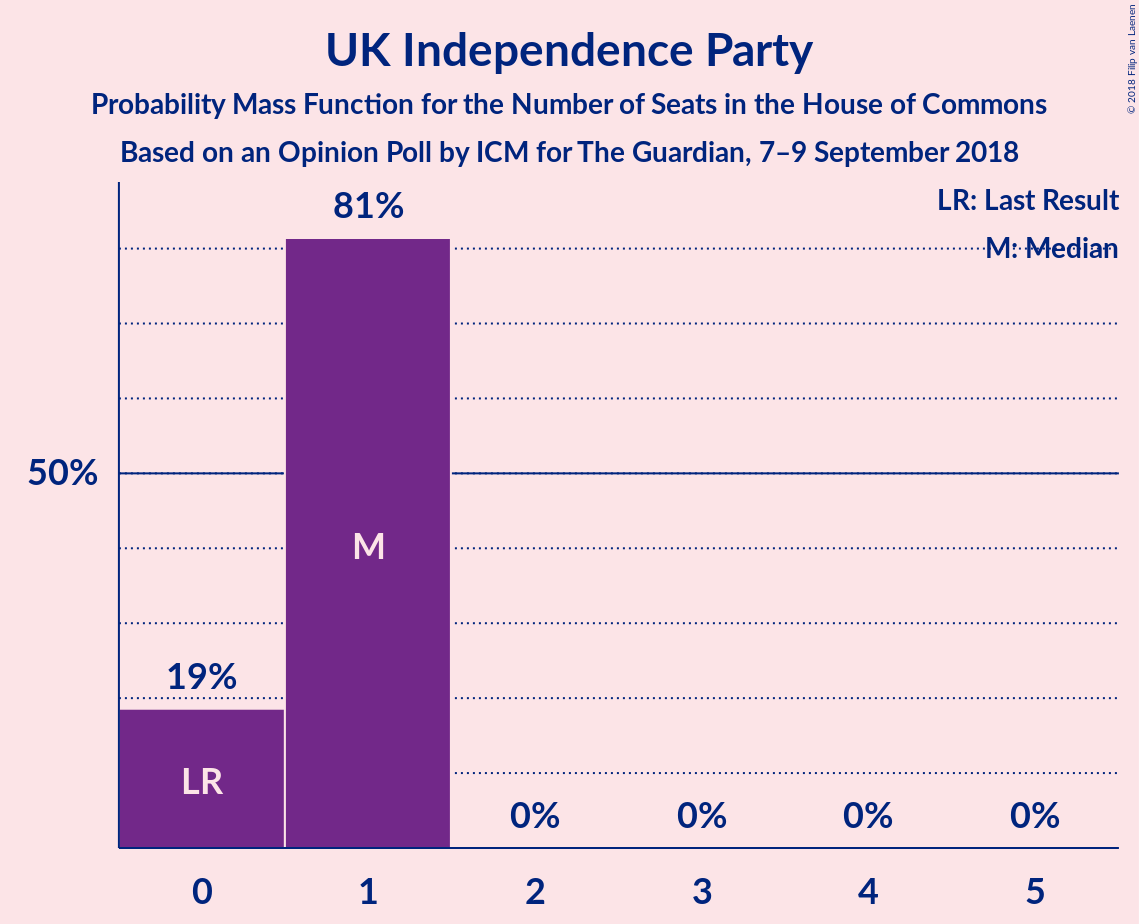 UK Independence Party
Probability Mass Function for the Number of Seats in the House of Commons
Based on an Opinion Poll by ICM for The Guardian, 7–9 September 2018
© 2018 Filip van Laenen
LR: Last Result
M: Median
81%
50%
M
19%
LR
0%
0%
0%
0%
0
1
2
3
4
5